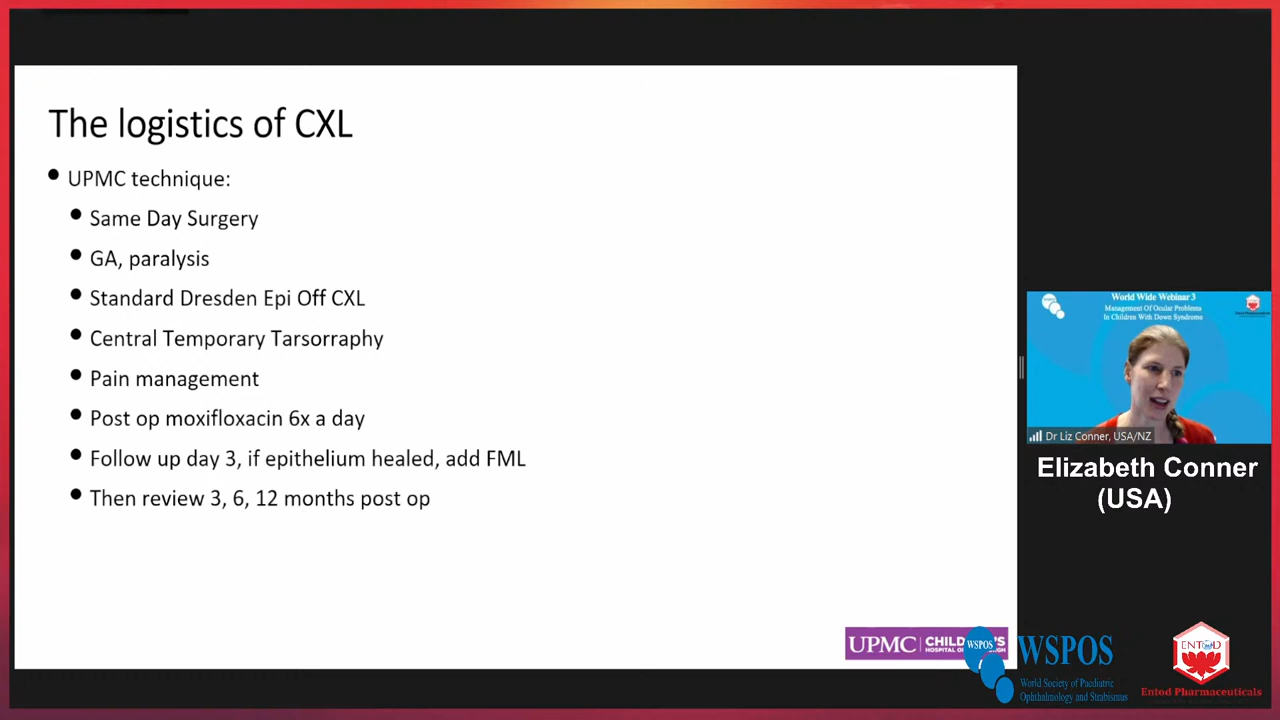 The logistics of CXL
UPMC technique:
Same Day Surgery
GA, paralysis
Standard Dresden Epi Off CXL
Central Temporary Tarsorraphy
Pain management
Post op moxifloxacin 6x a day
Follow up day 3, if epithelium healed, add FML
Then review 3, 6, 12 months post op
World Wide Webinar 3
Management Of Ocular Problems
In Children With Down Syndrome
Dr Liz Conner, USA/NZ
Elizabeth Conner
(USA)
UPMC
HOSPITAL
WSPOS
WSPOS
World Society of Paediatric
Ophthalmology and Strabismus
ENTOD
Entod Pharmaceuticals